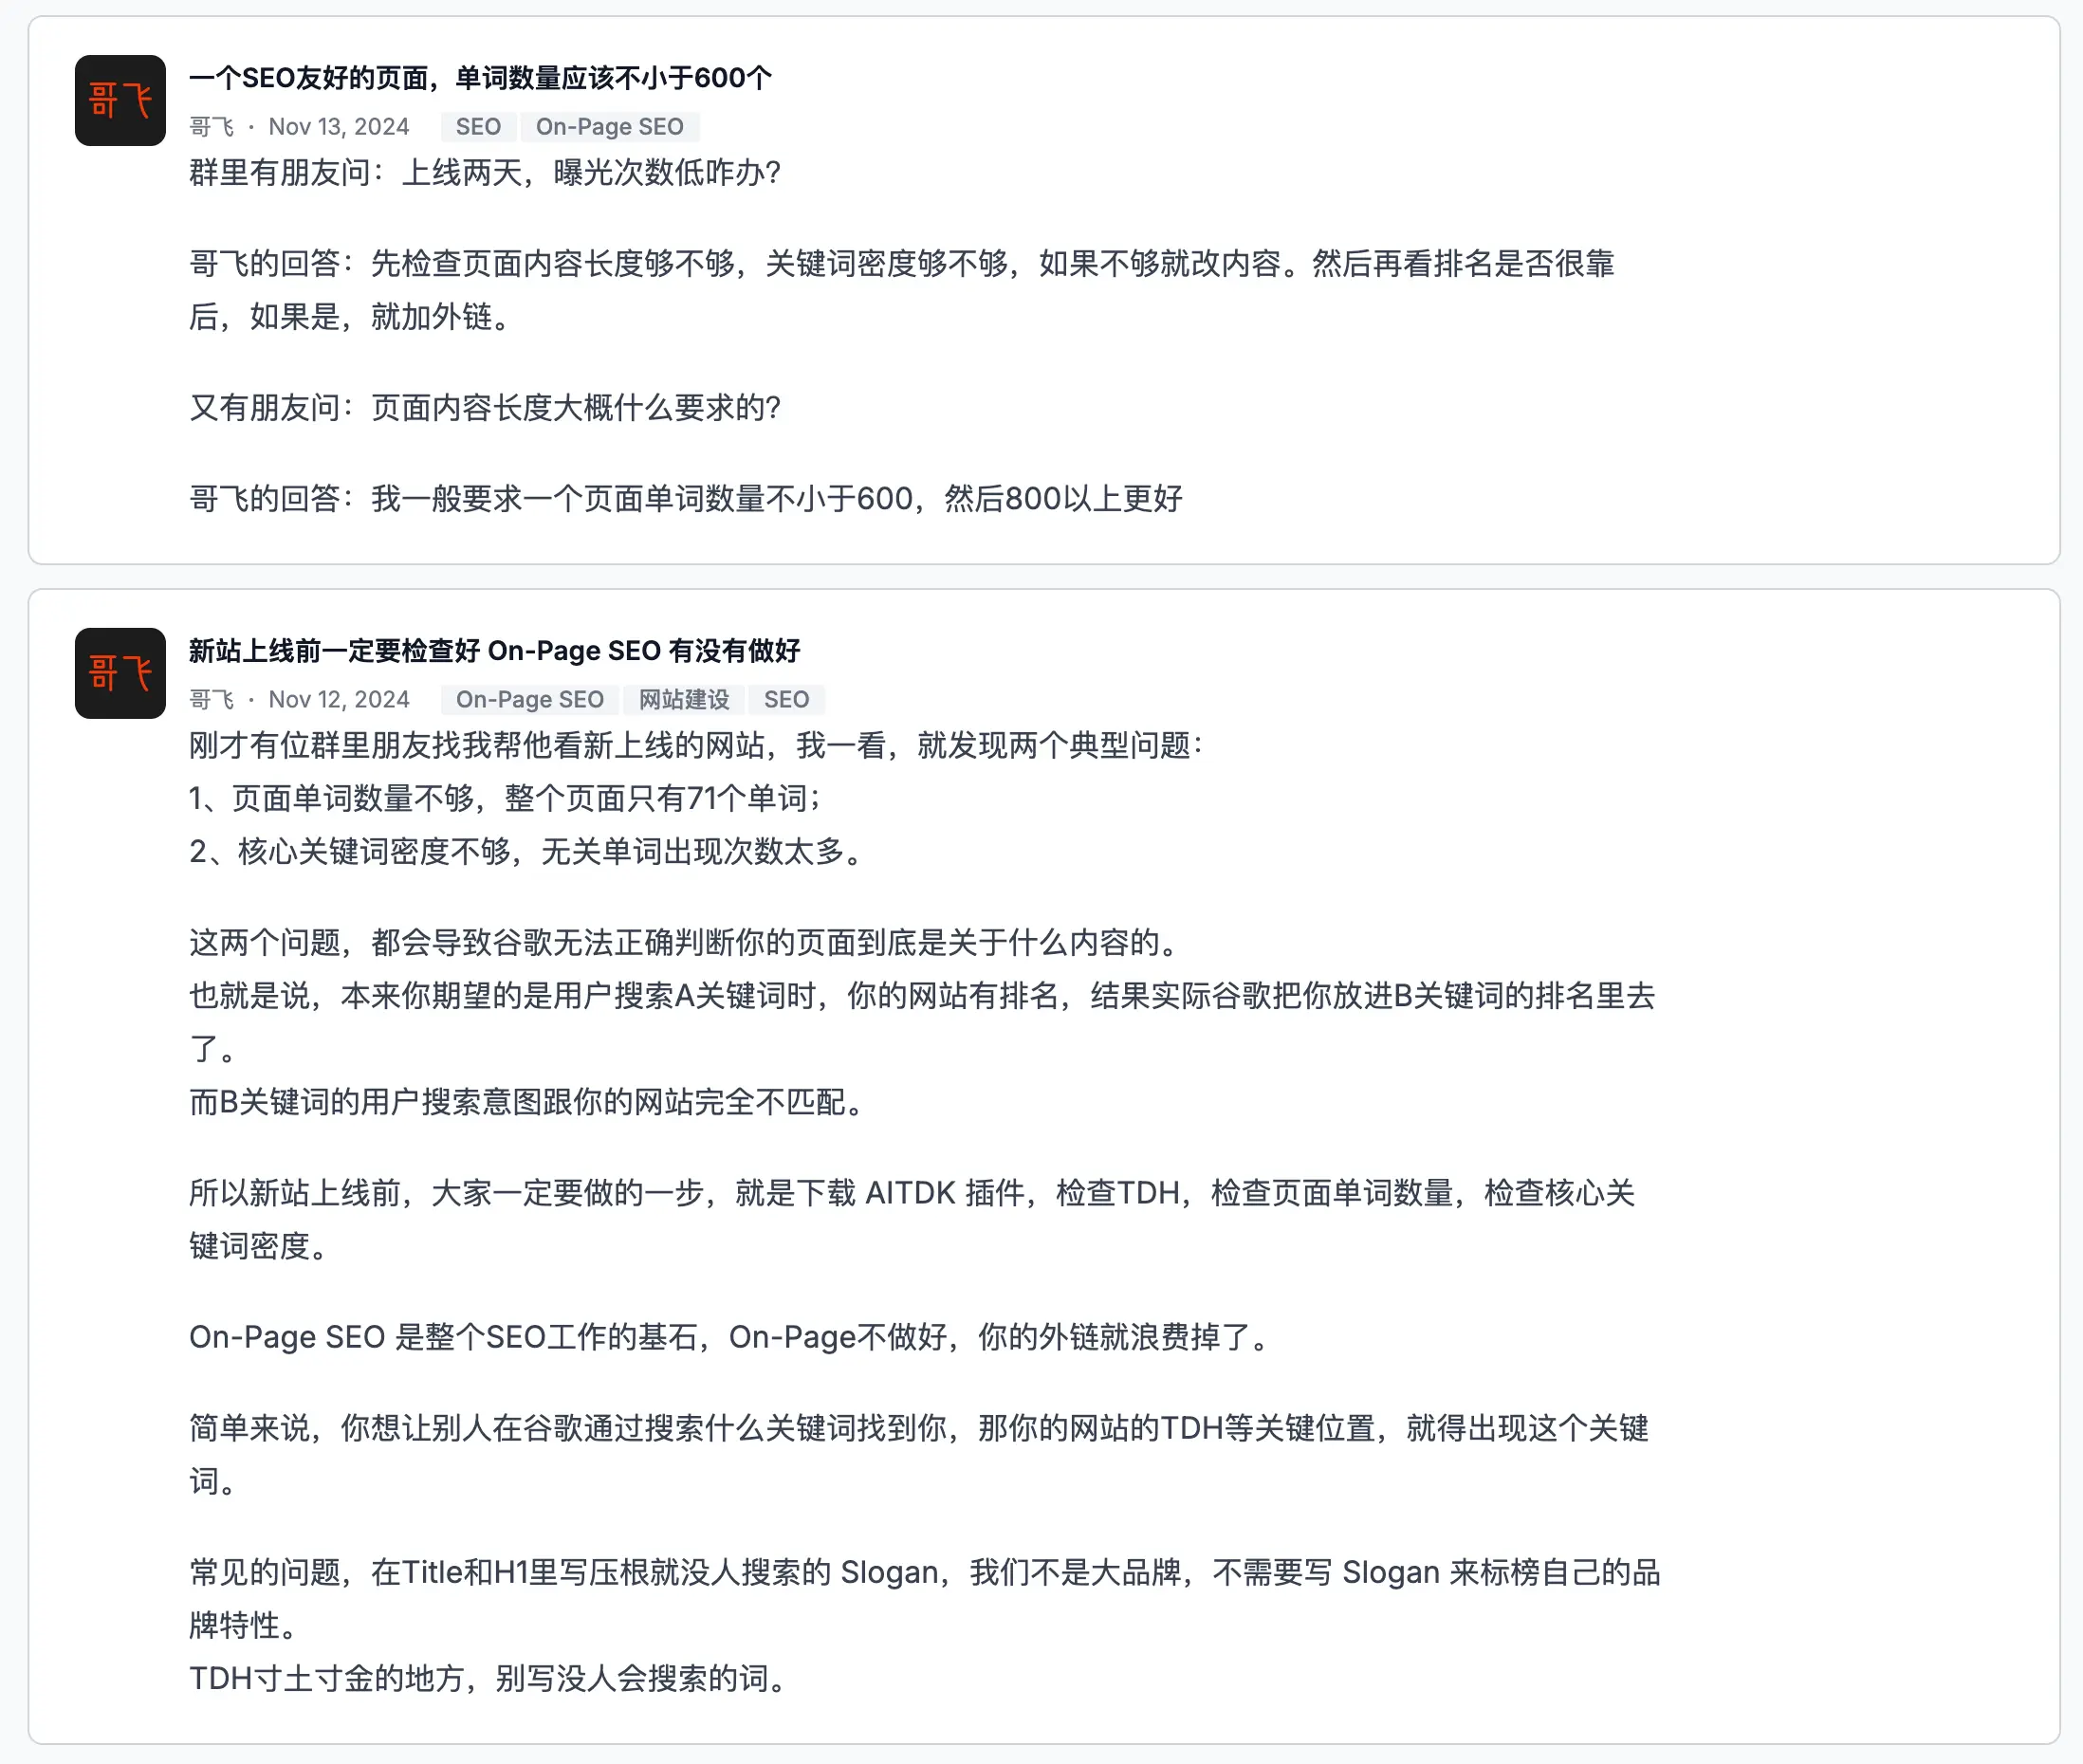 哥飞
一个SEO友好的页面，单词数量应该不小于600个
哥飞 · Nov 13, 2024 SEO On-Page SEO
群里有朋友问：上线两天，曝光次数低咋办？
哥飞的回答：先检查页面内容长度够不够，关键词密度够不够，如果不够就改内容。然后再看排名是否很靠
后，如果是，就加外链。
又有朋友问：页面内容长度大概什么要求的？
哥飞的回答：我一般要求一个页面单词数量不小于600，然后800以上更好
哥飞
新站上线前一定要检查好 On-Page SEO 有没有做好
哥飞 · Nov 12, 2024 On-Page SEO 网站建设 SEO
刚才有位群里朋友找我帮他看新上线的网站，我一看，就发现两个典型问题：
1、页面单词数量不够，整个页面只有71个单词；
2、核心关键词密度不够，无关单词出现次数太多。
这两个问题，都会导致谷歌无法正确判断你的页面到底是关于什么内容的。
也就是说，本来你期望的是用户搜索A关键词时，你的网站有排名，结果实际谷歌把你放进B关键词的排名里去
了。
而B关键词的用户搜索意图跟你的网站完全不匹配。
所以新站上线前，大家一定要做的一步，就是下载 AITDK 插件，检查TDH，检查页面单词数量，检查核心关
键词密度。
On-Page SEO 是整个SEO工作的基石，On-Page不做好，你的外链就浪费掉了。
简单来说，你想让别人在谷歌通过搜索什么关键词找到你，那你的网站的TDH等关键位置，就得出现这个关键
词。
常见的问题，在Title和H1里写压根就没人搜索的 Slogan，我们不是大品牌，不需要写 Slogan 来标榜自己的品
牌特性。
TDH寸土寸金的地方，别写没人会搜索的词。